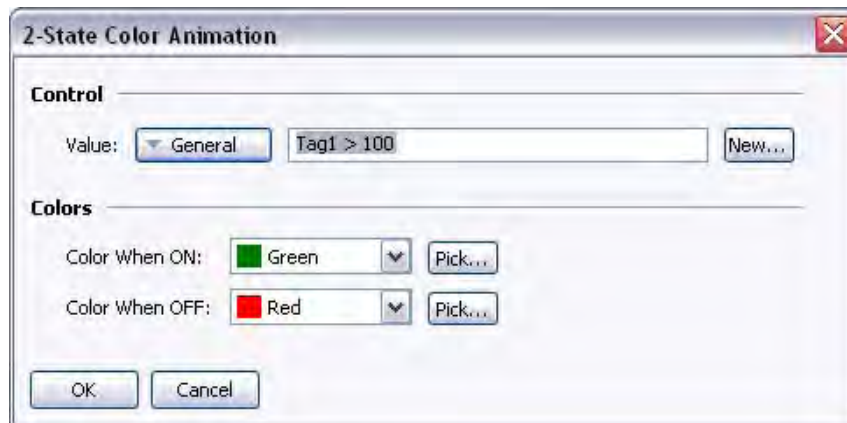 2-State Color Animation
Control
Value: General Tag1 > 100 New...
Colors
Color When ON: Green Pick...
Color When OFF: Red Pick...
OK Cancel